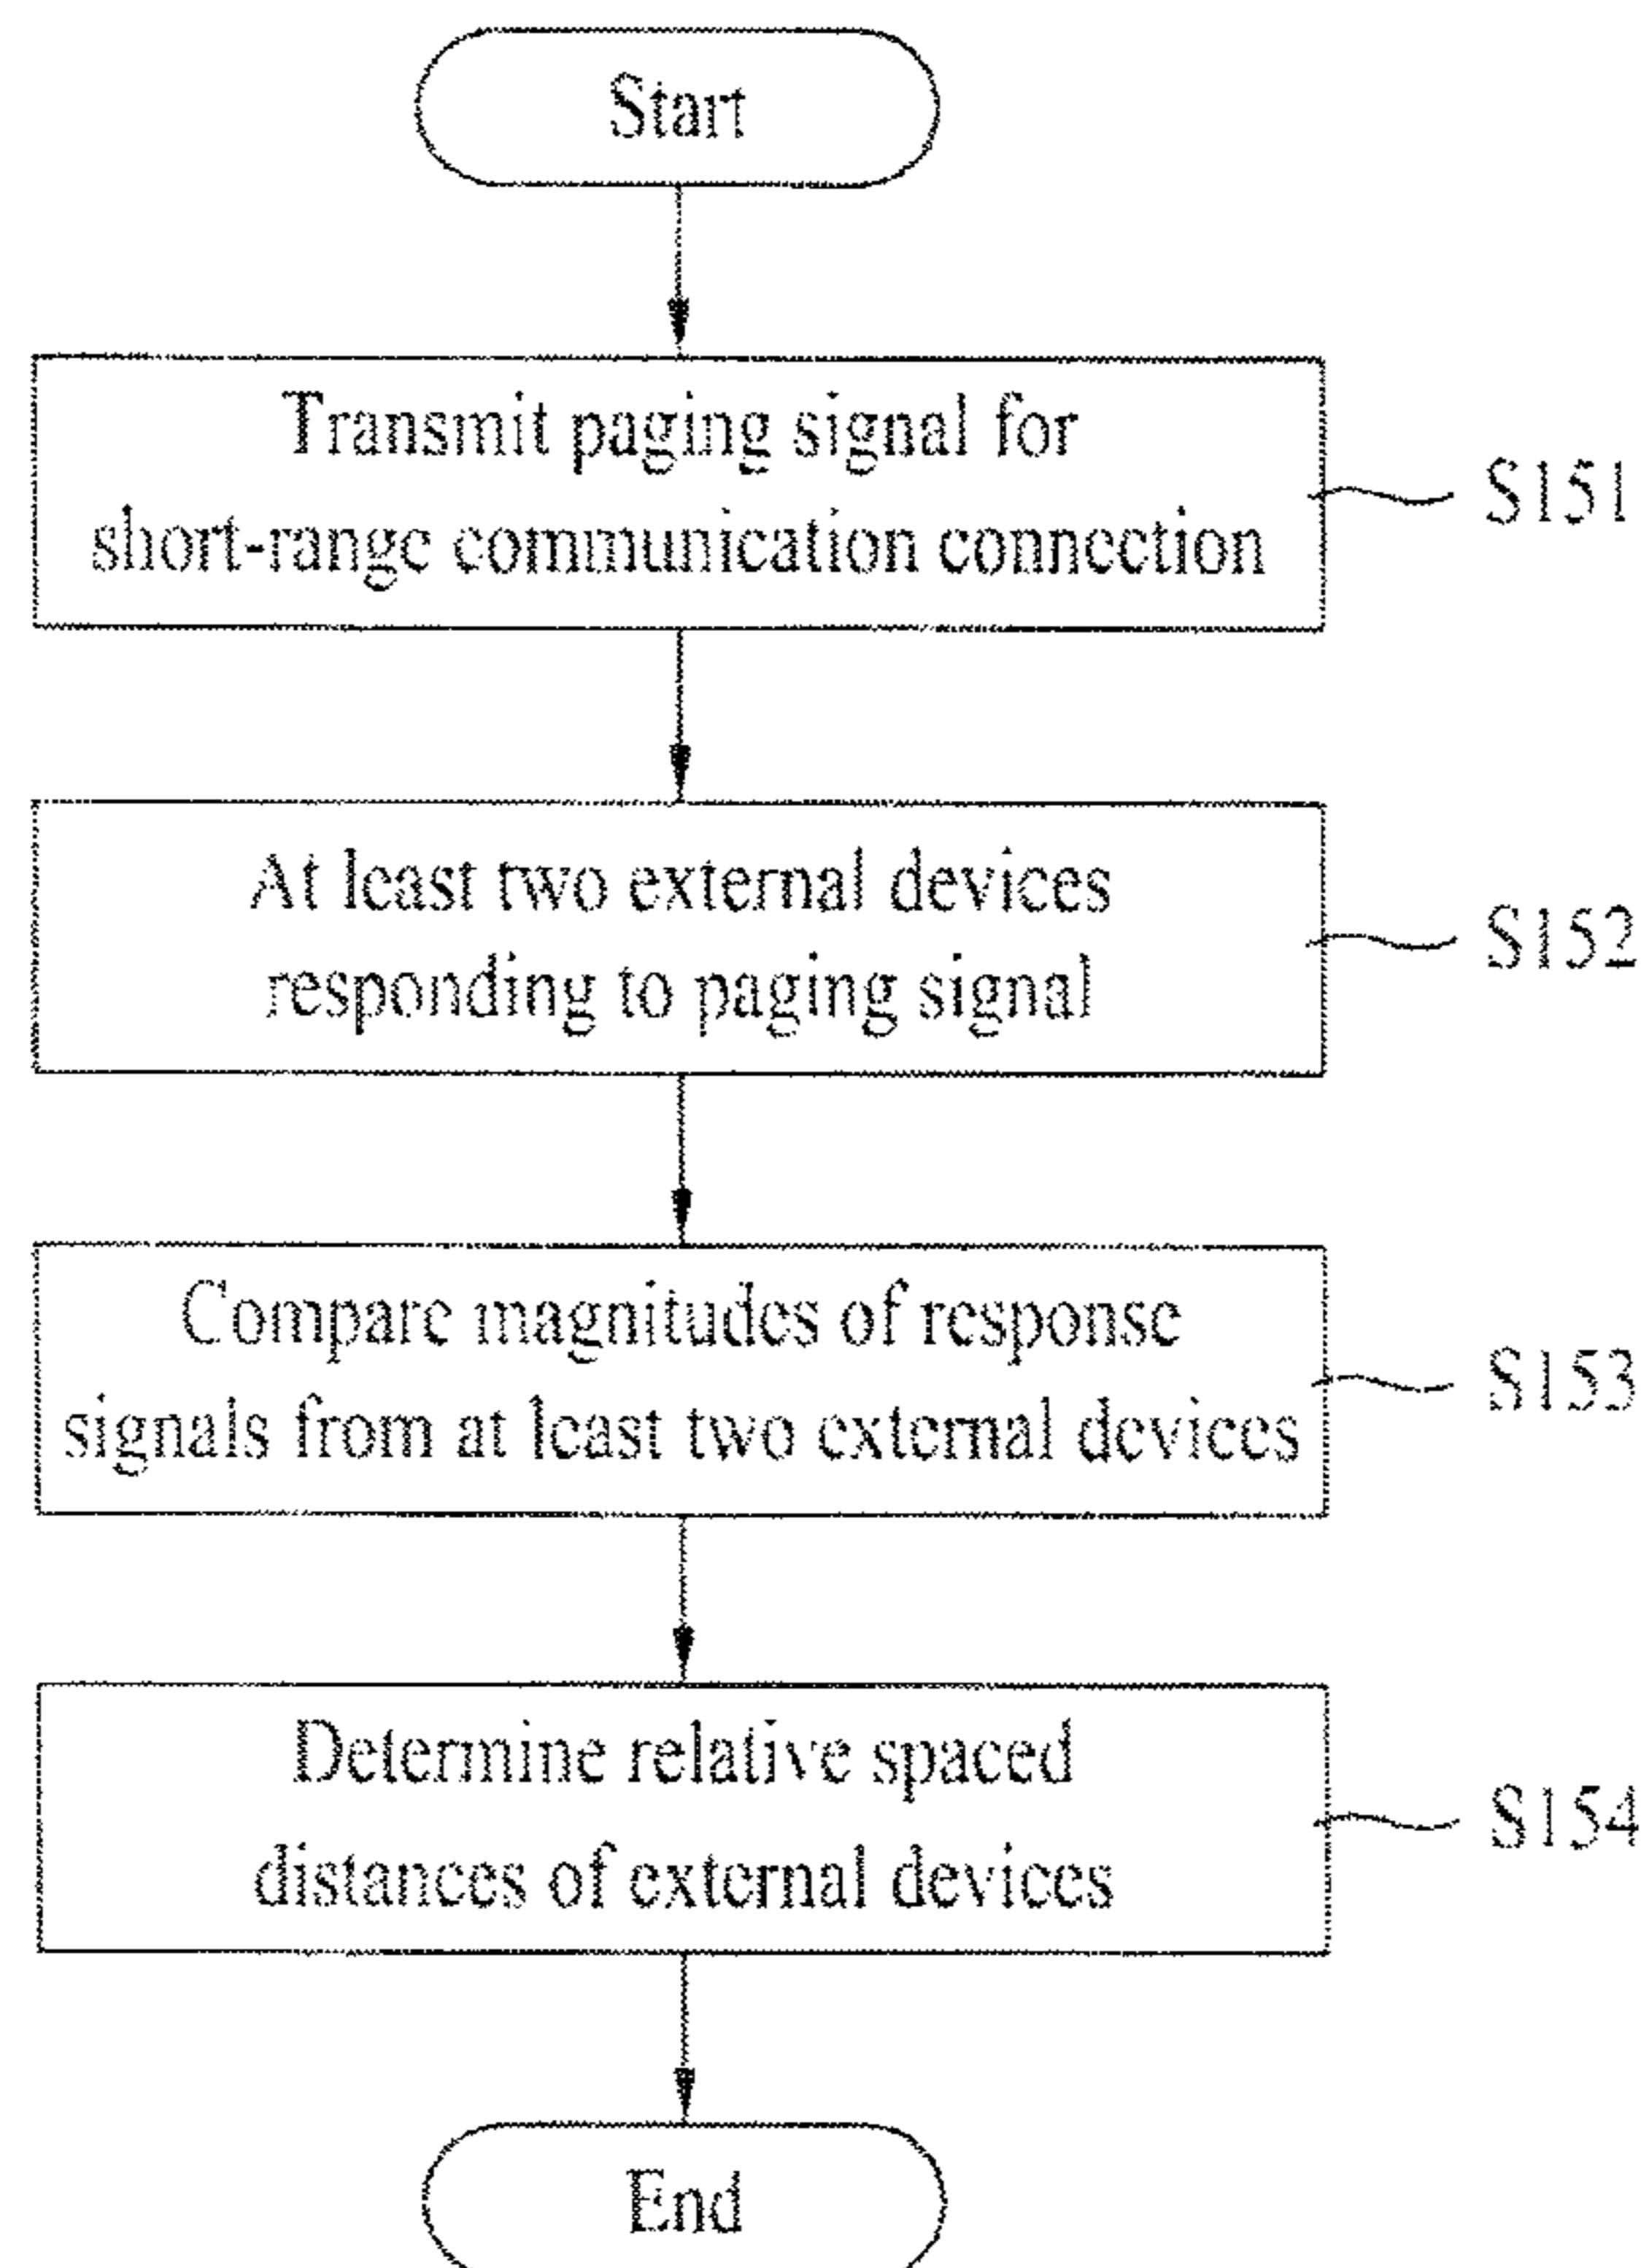 Start
Transmit paging signal for
short-range communication connection
S151
At least two external devices
responding to paging signal
S152
Compare magnitudes of response
signals from at least two external devices
S153
Determine relative spaced
distances of external devices
S154
End